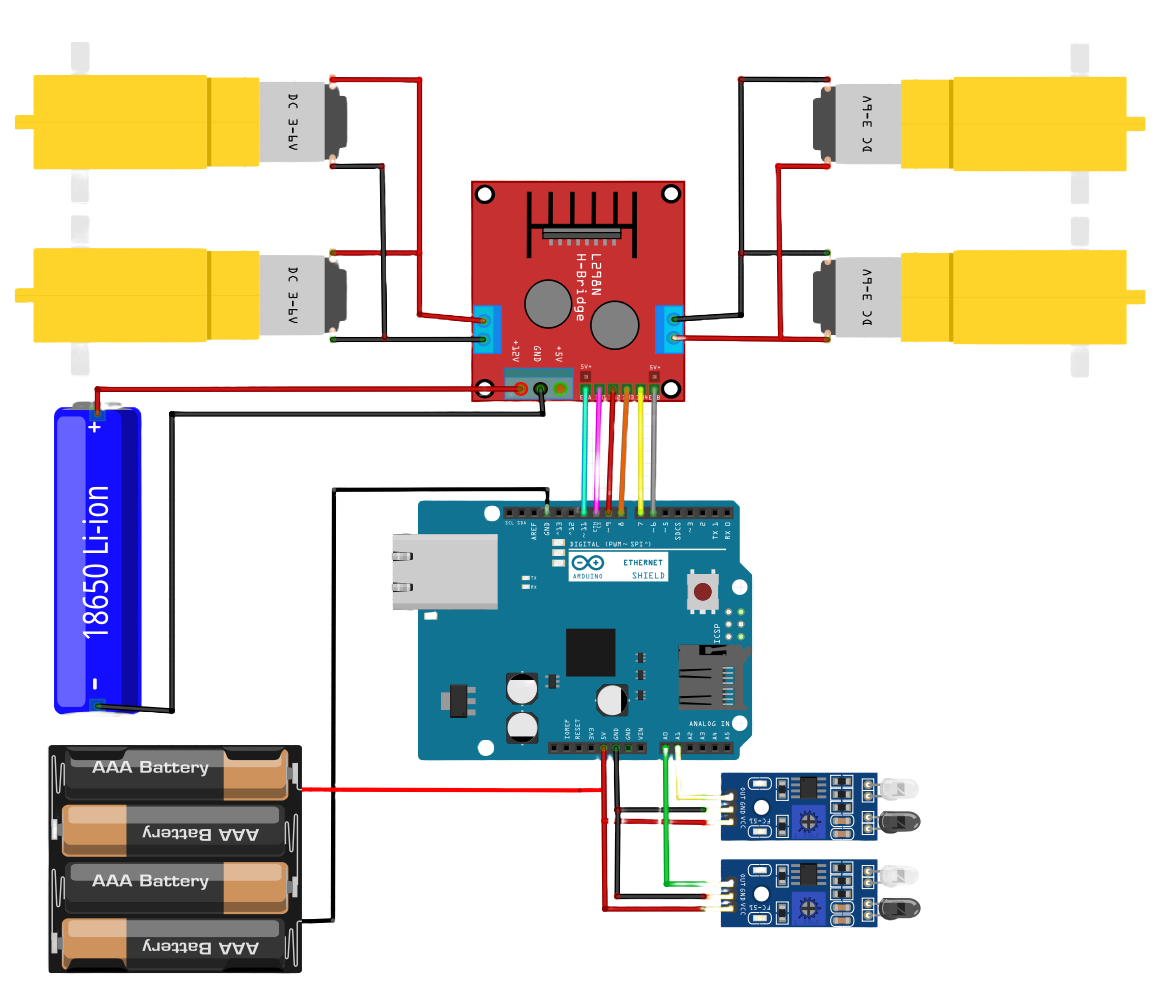 DC 3-6V
DC 3-6V
DC 3-6V
DC 3-6V
L298N
H-Bridge
+12V
GND
+5V
5V+
5V+
18650 Li-ion
+
-
SCL
SDA
AREF
GND
~11
~9
8
7
~6
~5
SDCS
~3
2
TX 1
RX 0
DIGITAL (PWM~ SPI^)
ARDUINO
ETHERNET
SHIELD
TX
RX
ICSP
ANALOG IN
IOREF
RESET
3V3
5V
GND
GND
VIN
A0
A1
A2
A3
A4
A5
AAA Battery
AAA Battery
AAA Battery
AAA Battery
OUT
GND
VCC
FC-51
OUT
GND
VCC
FC-51